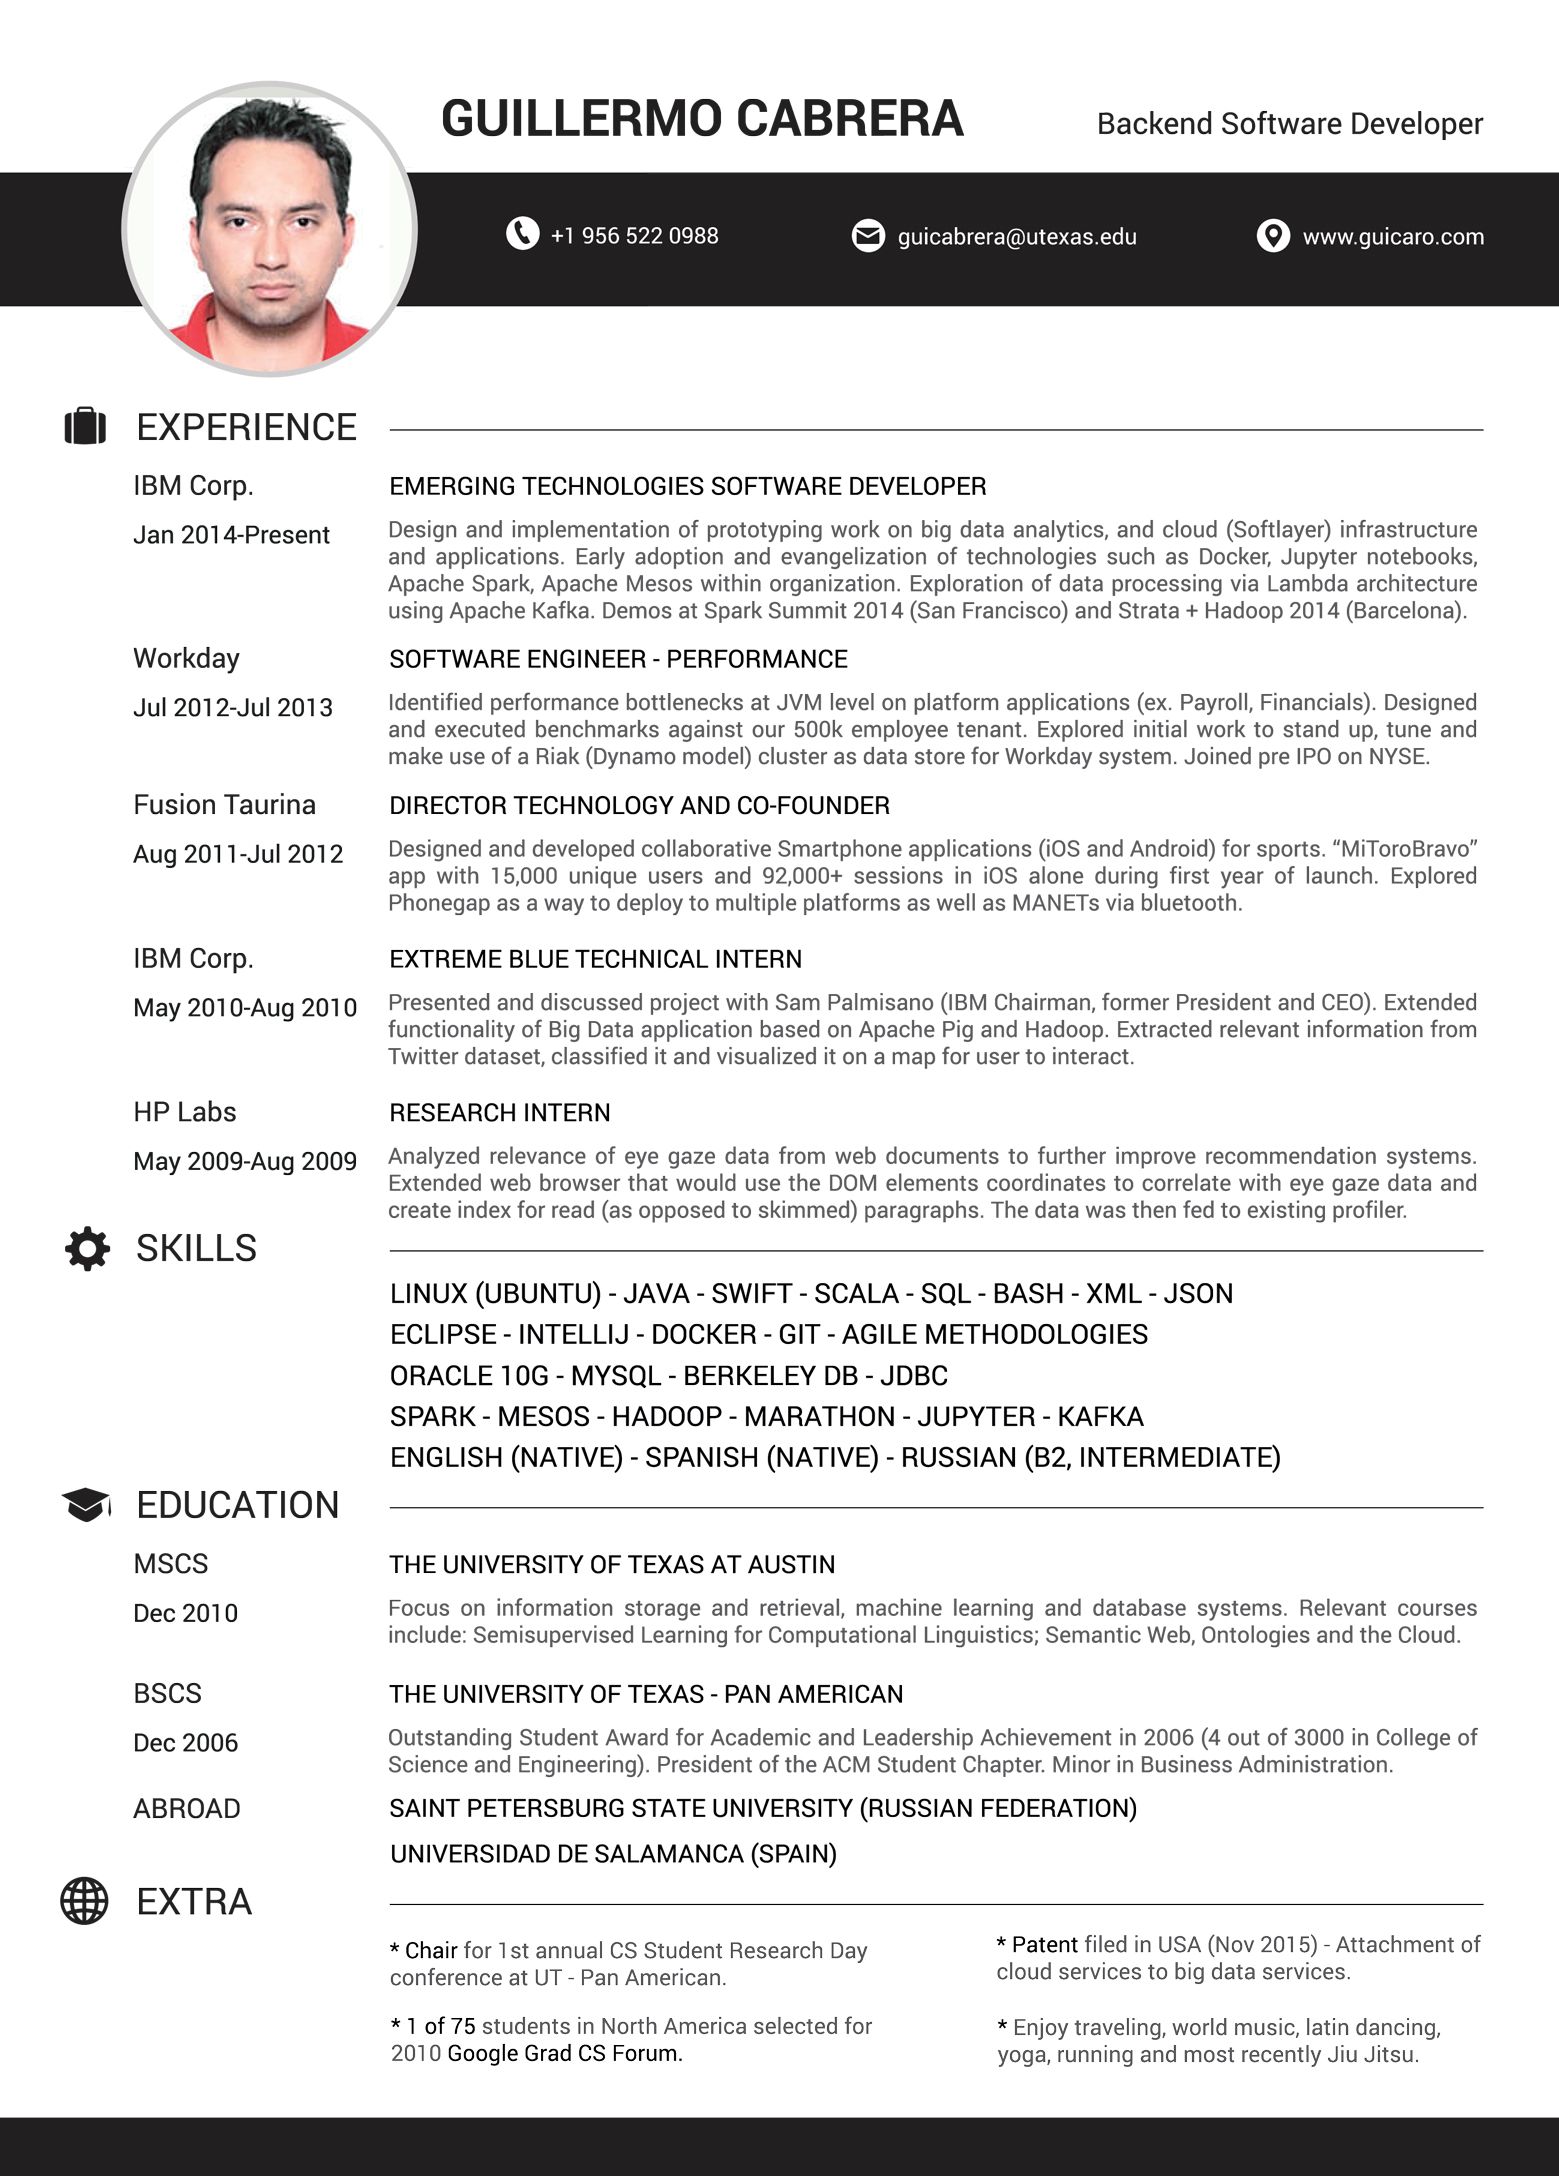 GUILLERMO CABRERA
Backend Software Developer
+1 956 522 0988
guicabrera@utexas.edu
www.guicaro.com
EXPERIENCE
IBM Corp.
EMERGING TECHNOLOGIES SOFTWARE DEVELOPER
Jan 2014-Present
Design and implementation of prototyping work on big data analytics, and cloud (Softlayer) infrastructure
and applications. Early adoption and evangelization of technologies such as Docker, Jupyter notebooks,
Apache Spark, Apache Mesos within organization. Exploration of data processing via Lambda architecture
using Apache Kafka. Demos at Spark Summit 2014 (San Francisco) and Strata + Hadoop 2014 (Barcelona).
Workday
SOFTWARE ENGINEER - PERFORMANCE
Jul 2012-Jul 2013
Identified performance bottlenecks at JVM level on platform applications (ex. Payroll, Financials). Designed
and executed benchmarks against our 500k employee tenant. Explored initial work to stand up, tune and
make use of a Riak (Dynamo model) cluster as data store for Workday system. Joined pre IPO on NYSE.
Fusion Taurina
DIRECTOR TECHNOLOGY AND CO-FOUNDER
Aug 2011-Jul 2012
Designed and developed collaborative Smartphone applications (iOS and Android) for sports. “MiToroBravo”
app with 15,000 unique users and 92,000+ sessions in iOS alone during first year of launch. Explored
Phonegap as a way to deploy to multiple platforms as well as MANETs via bluetooth.
IBM Corp.
EXTREME BLUE TECHNICAL INTERN
May 2010-Aug 2010
Presented and discussed project with Sam Palmisano (IBM Chairman, former President and CEO). Extended
functionality of Big Data application based on Apache Pig and Hadoop. Extracted relevant information from
Twitter dataset, classified it and visualized it on a map for user to interact.
HP Labs
RESEARCH INTERN
May 2009-Aug 2009
Analyzed relevance of eye gaze data from web documents to further improve recommendation systems.
Extended web browser that would use the DOM elements coordinates to correlate with eye gaze data and
create index for read (as opposed to skimmed) paragraphs. The data was then fed to existing profiler.
SKILLS
LINUX (UBUNTU) - JAVA - SWIFT - SCALA - SQL - BASH - XML - JSON
ECLIPSE - INTELLIJ - DOCKER - GIT - AGILE METHODOLOGIES
ORACLE 10G - MYSQL - BERKELEY DB - JDBC
SPARK - MESOS - HADOOP - MARATHON - JUPYTER - KAFKA
ENGLISH (NATIVE) - SPANISH (NATIVE) - RUSSIAN (B2, INTERMEDIATE)
EDUCATION
MSCS
THE UNIVERSITY OF TEXAS AT AUSTIN
Dec 2010
Focus on information storage and retrieval, machine learning and database systems. Relevant courses
include: Semisupervised Learning for Computational Linguistics; Semantic Web, Ontologies and the Cloud.
BSCS
THE UNIVERSITY OF TEXAS - PAN AMERICAN
Dec 2006
Outstanding Student Award for Academic and Leadership Achievement in 2006 (4 out of 3000 in College of
Science and Engineering). President of the ACM Student Chapter. Minor in Business Administration.
ABROAD
SAINT PETERSBURG STATE UNIVERSITY (RUSSIAN FEDERATION)
UNIVERSIDAD DE SALAMANCA (SPAIN)
EXTRA
* Chair for 1st annual CS Student Research Day
conference at UT - Pan American.
* 1 of 75 students in North America selected for
2010 Google Grad CS Forum.
* Patent filed in USA (Nov 2015) - Attachment of
cloud services to big data services.
* Enjoy traveling, world music, latin dancing,
yoga, running and most recently Jiu Jitsu.